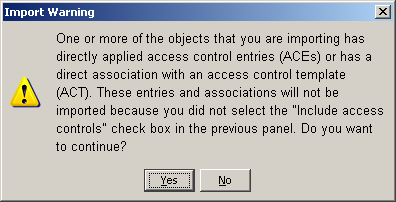 Import Warning
One or more of the objects that you are importing has
directly applied access control entries (ACEs) or has a
direct association with an access control template
(ACT). These entries and associations will not be
imported because you did not select the "Include access
controls" check box in the previous panel. Do you want
to continue?
Yes No